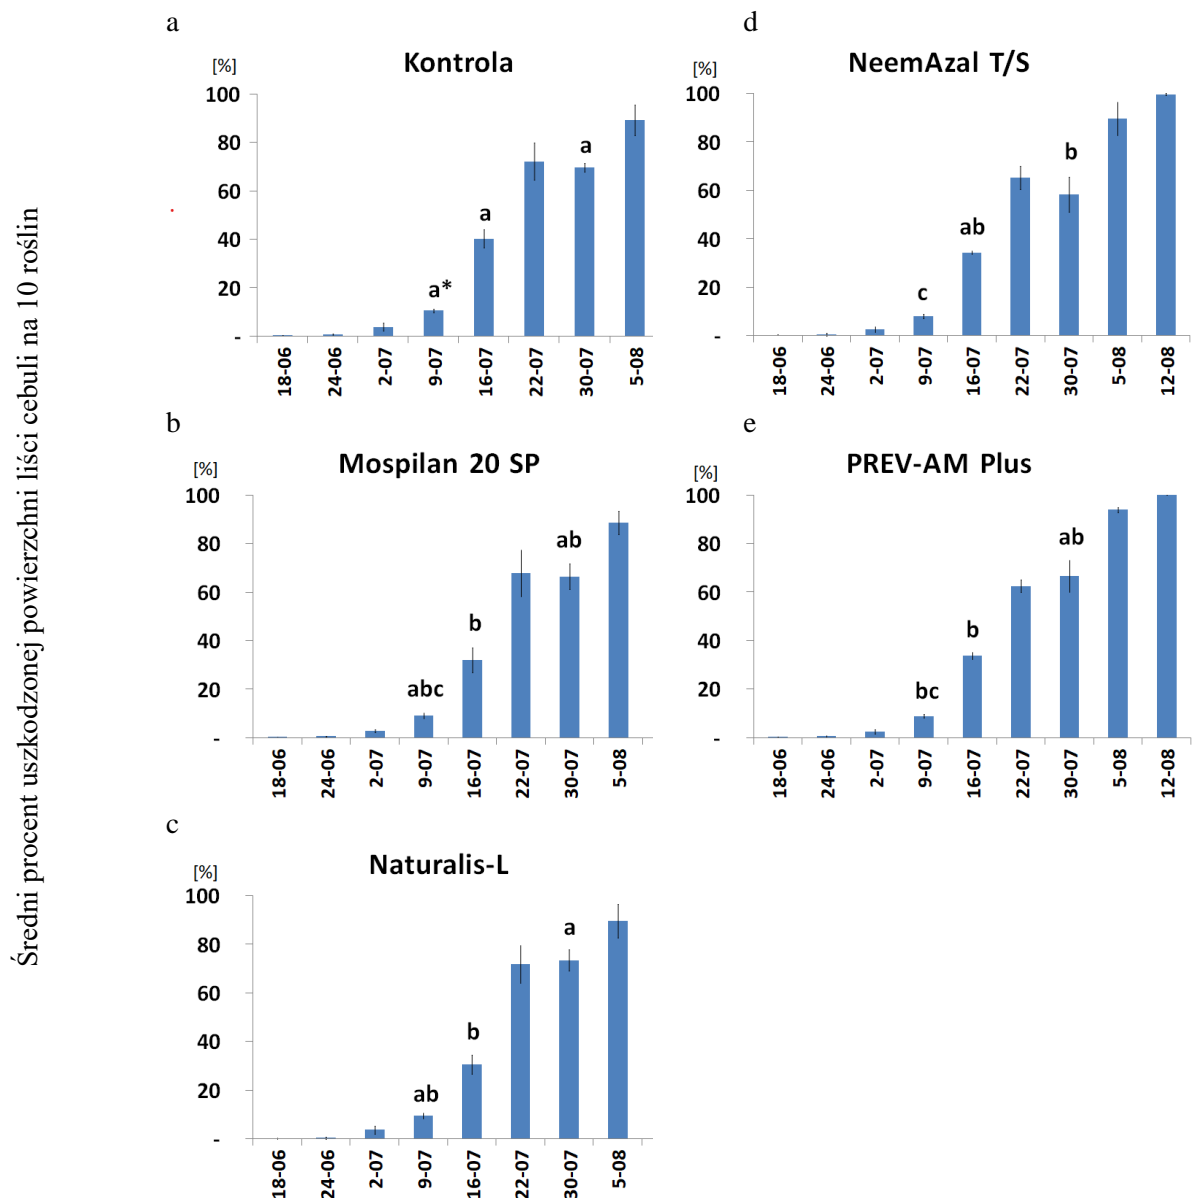 Średni procent uszkodzonej powierzchni liści cebuli na 10 roślin
a
Kontrola
[%]
100
80
60
40
20
-
a*
a
a
18-06
24-06
2-07
9-07
16-07
22-07
30-07
5-08
b
Mospilan 20 SP
[%]
100
80
60
40
20
-
abc
b
ab
18-06
24-06
2-07
9-07
16-07
22-07
30-07
5-08
c
Naturalis-L
[%]
100
80
60
40
20
-
ab
b
a
18-06
24-06
2-07
9-07
16-07
22-07
30-07
5-08
d
NeemAzal T/S
[%]
100
80
60
40
20
-
c
ab
b
18-06
24-06
2-07
9-07
16-07
22-07
30-07
5-08
12-08
e
PREV-AM Plus
[%]
100
80
60
40
20
-
bc
b
ab
18-06
24-06
2-07
9-07
16-07
22-07
30-07
5-08
12-08